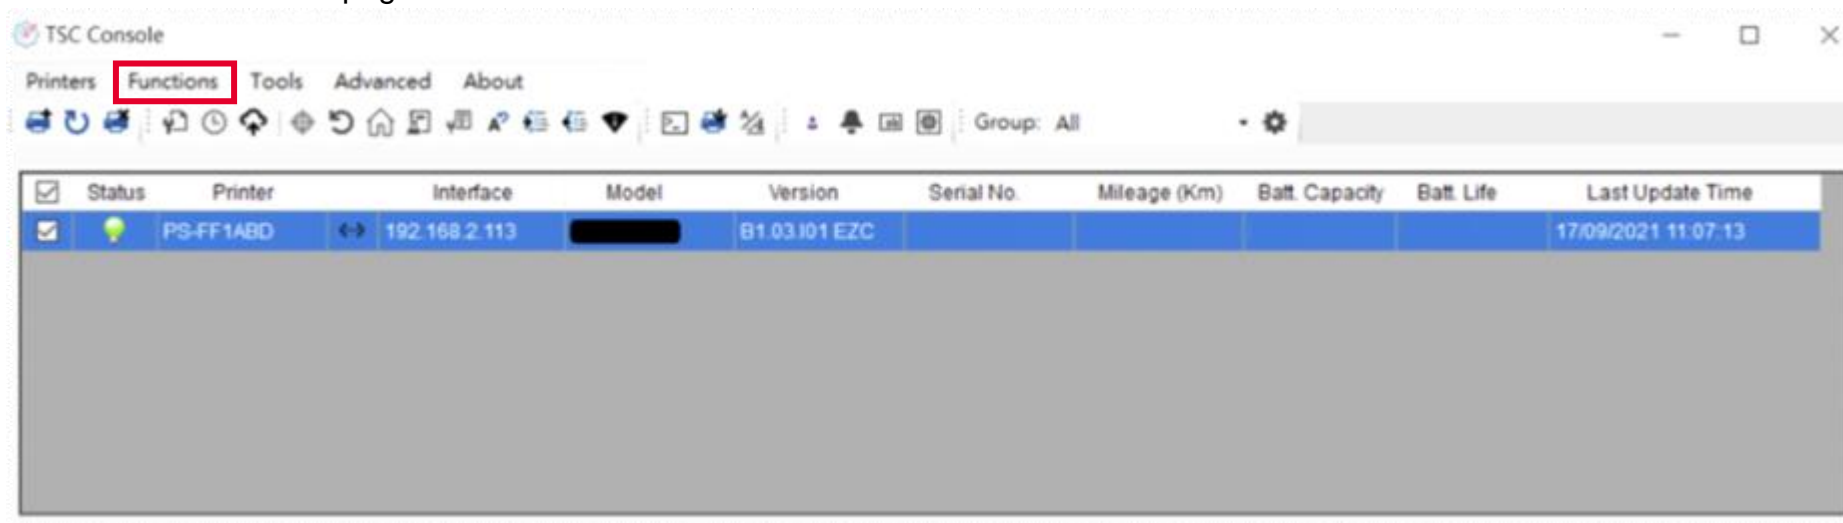 TSC Console
Printers Functions Tools Advanced About
Group: All
Status Printer Interface Model Version Serial No. Mileage (Km) Batt. Capacity Batt. Life Last Update Time
PS-FF1ABD 192.168.2.113 B1.03.I01 EZC 17/09/2021 11:07:13